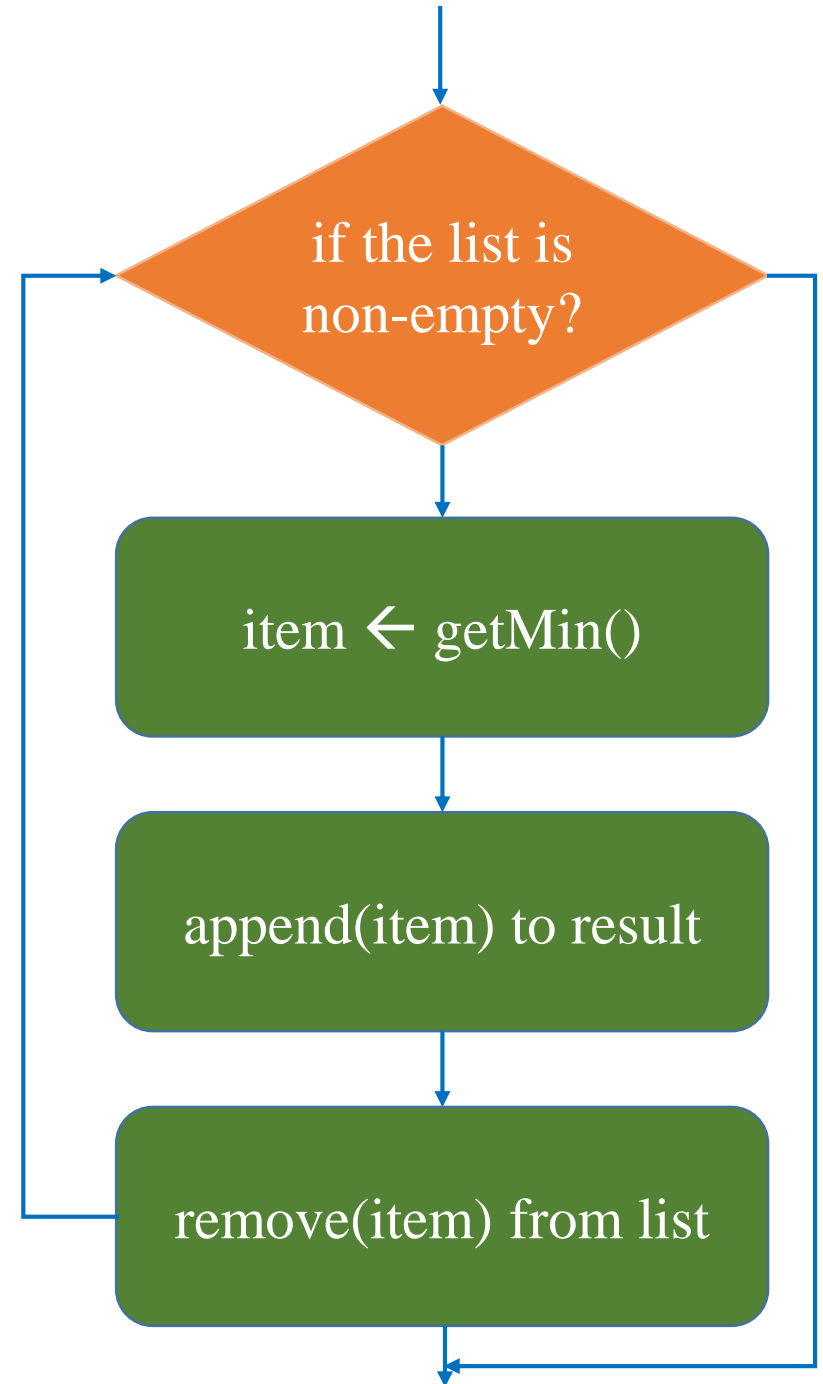 if the list is
non-empty?
item ← getMin()
append(item) to result
remove(item) from list